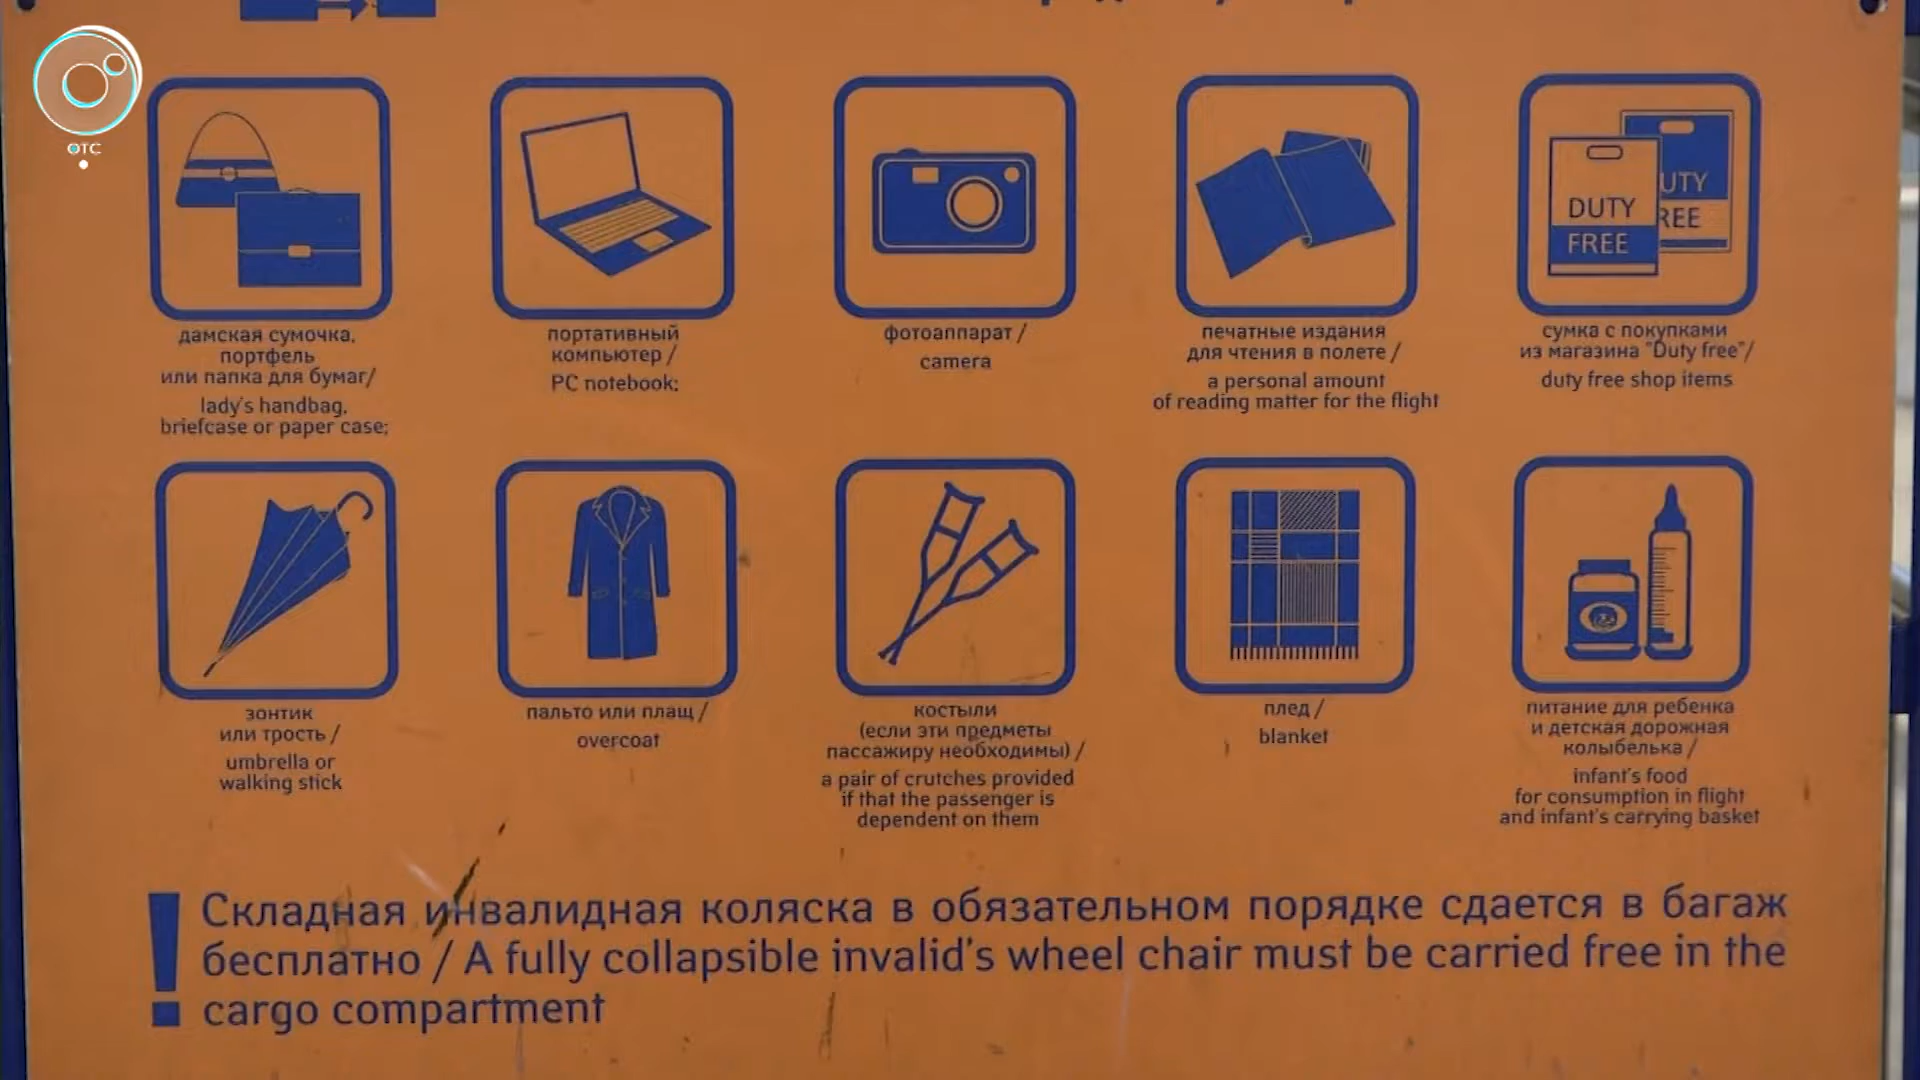 ОТС
DUTY
FREE
UTY
REE
дамская сумочка,
портфель
или папка для бумаг/
lady's handbag,
briefcase or paper case;
портативный
компьютер /
PC notebook;
фотоаппарат /
camera
печатные издания
для чтения в полете /
a personal amount
of reading matter for the flight
сумка с покупками
из магазина "Duty free"/
duty free shop items
зонтик
или трость /
umbrella or
walking stick
пальто или плащ /
overcoat
костыли
(если эти предметы
пассажиру необходимы) /
a pair of crutches provided
if that the passenger is
dependent on them
плед /
blanket
питание для ребенка
и детская дорожная
колыбелька /
infant's food
for consumption in flight
and infant's carrying basket
! Складная инвалидная коляска в обязательном порядке сдается в багаж
бесплатно / A fully collapsible invalid's wheel chair must be carried free in the
cargo compartment